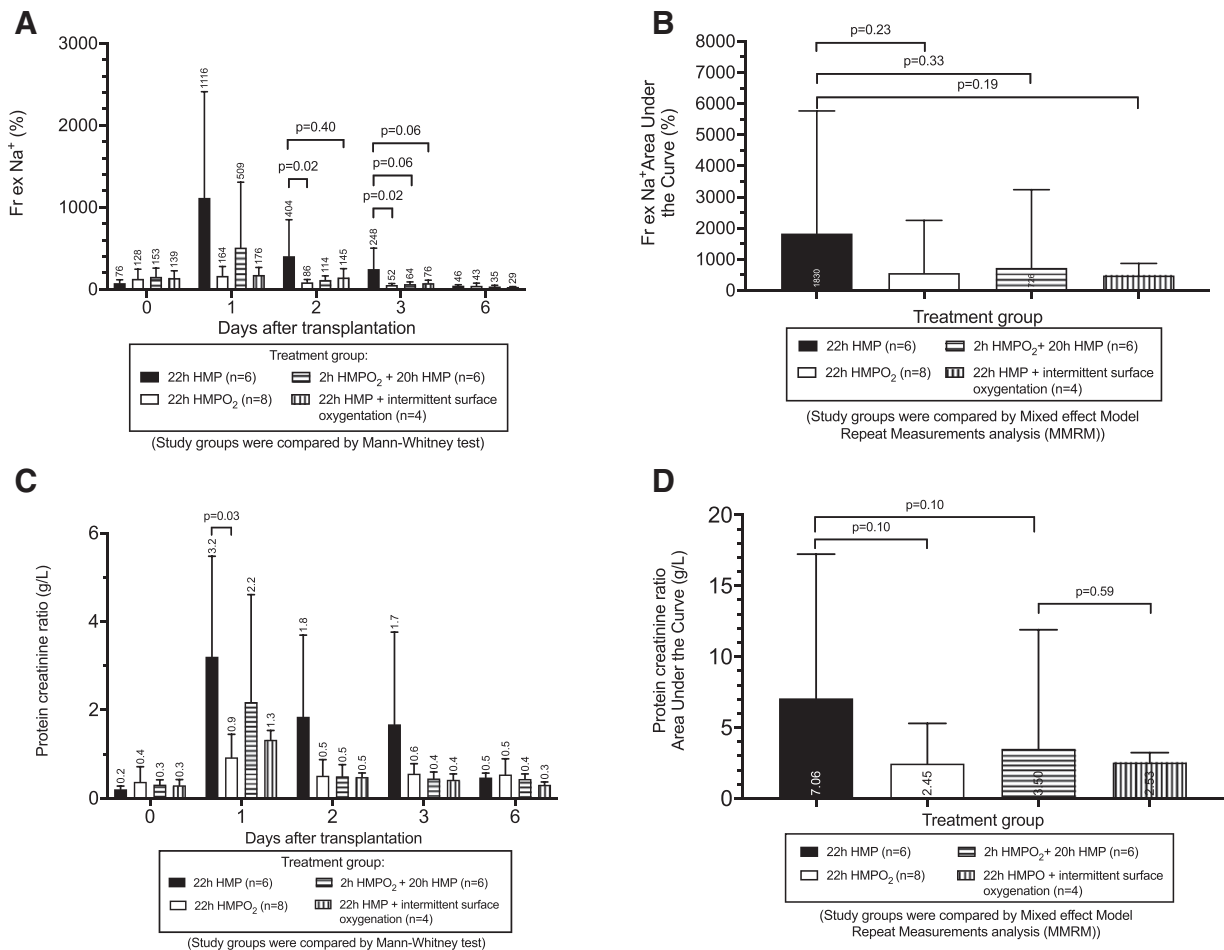 A
Fr ex Na+ (%)
3000
2000
1000
0
76
128
153
139
1116
164
509
176
404
86
114
145
248
52
64
76
46
43
35
29
p=0.02
p=0.40
p=0.02
p=0.06
p=0.06
0 1 2 3 6
Days after transplantation
Treatment group:
22h HMP (n=6)
2h HMPO2 + 20h HMP (n=6)
22h HMPO2 (n=8)
22h HMP + intermittent surface
oxygentation (n=4)
(Study groups were compared by Mann-Whitney test)
B
Fr ex Na+Area Under
the Curve (%)
8000
7000
6000
5000
4000
3000
2000
1000
0
p=0.23
p=0.33
p=0.19
1830
726
Treatment group
22h HMP (n=6)
2h HMPO2+ 20h HMP (n=6)
22h HMPO2 (n=8)
22h HMP + intermittent surface
oxygenation (n=4)
(Study groups were compared by Mixed effect Model
Repeat Measurements analysis (MMRM))
C
Protein creatinine ratio (g/L)
6
4
2
0
0.2
0.4
0.3
0.3
3.2
0.9
2.2
1.3
1.8
0.5
0.5
0.5
1.7
0.6
0.4
0.4
0.5
0.5
0.4
0.3
p=0.03
0 1 2 3 6
Days after transplantation
Treatment group:
22h HMP (n=6)
2h HMPO2 + 20h HMP (n=6)
22h HMPO2 (n=8)
22h HMP + intermittent surface
oxygenation (n=4)
(Study groups were compared by Mann-Whitney test)
D
Protein creatinine ratio
Area Under the Curve (g/L)
20
15
10
5
0
p=0.10
p=0.10
p=0.59
7.06
2.45
3.50
2.53
Treatment group
22h HMP (n=6)
2h HMPO2+ 20h HMP (n=6)
22h HMPO2 (n=8)
22h HMPO + intermittent surface
oxygenation (n=4)
(Study groups were compared by Mixed effect Model
Repeat Measurements analysis (MMRM))